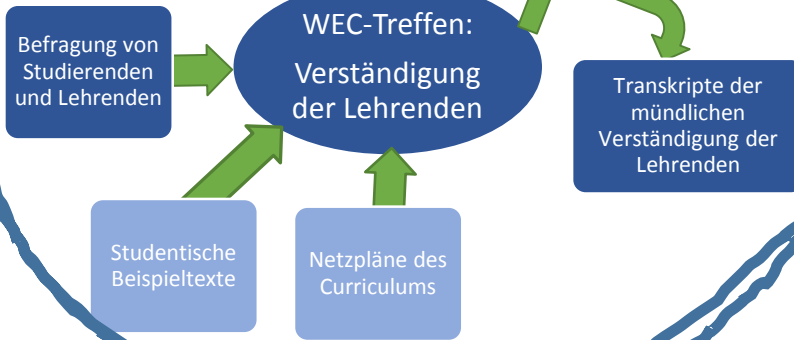 WEC-Treffen:
Verständigung
der Lehrenden
Befragung von
Studierenden
und Lehrenden
Transkripte der
mündlichen
Verständigung der
Lehrenden
Studentische
Beispieltexte
Netzpläne des
Curriculums